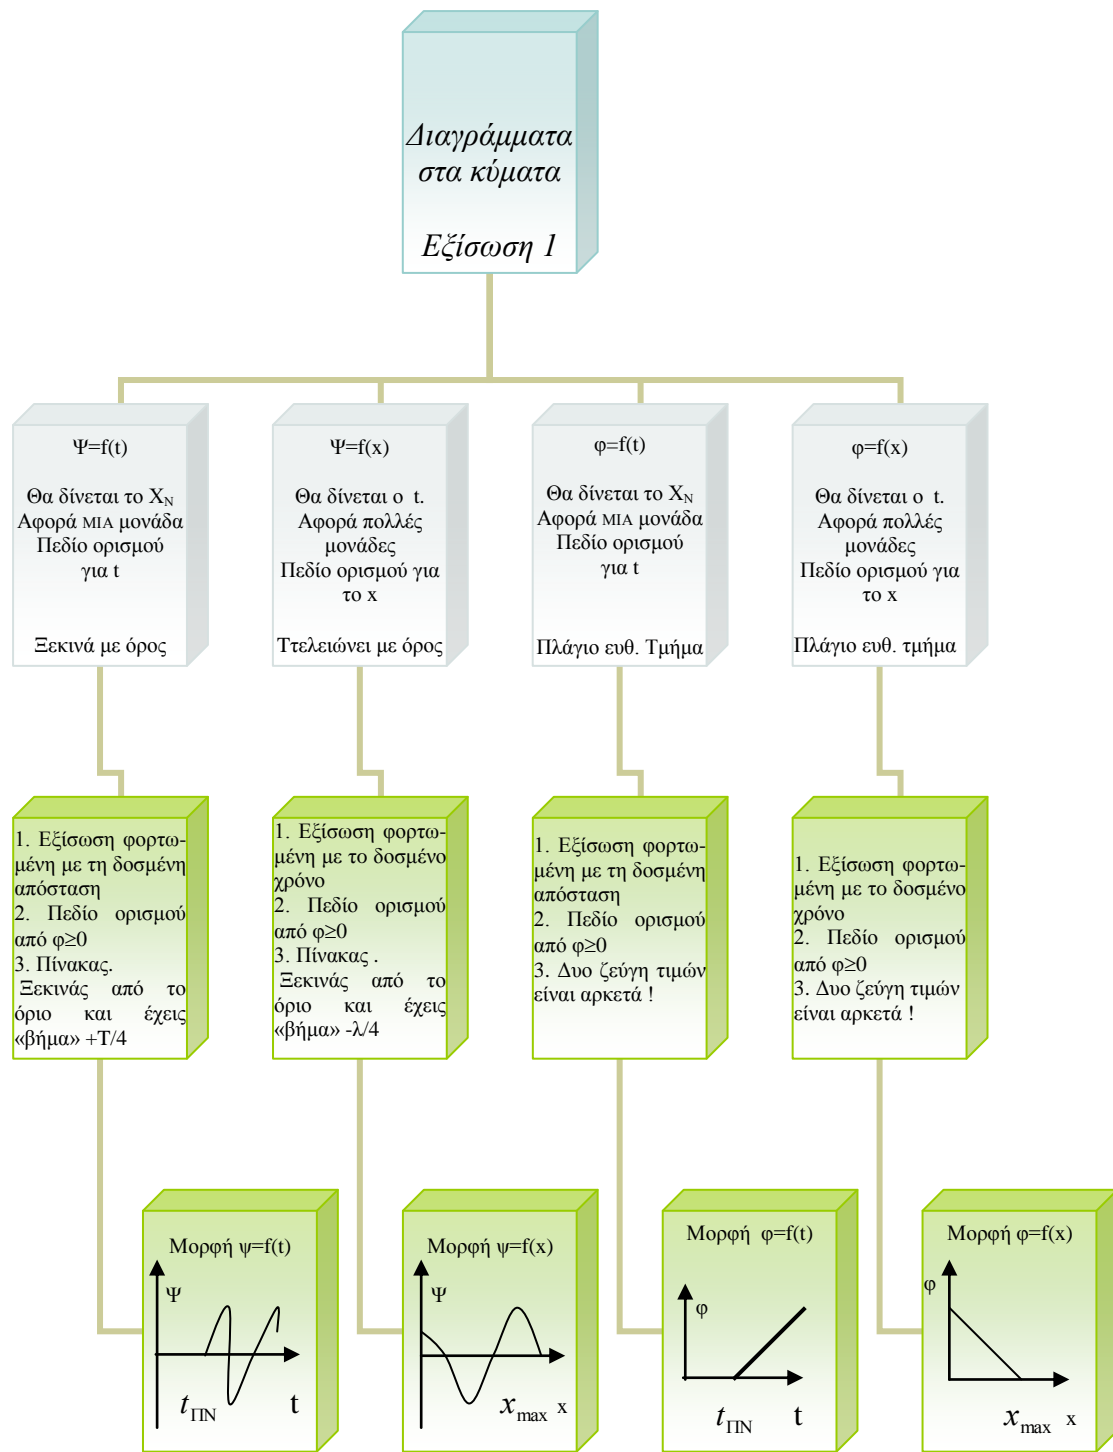 Διαγράμματα
στα κύματα
Εξίσωση 1
Ψ=f(t)
Θα δίνεται το X_N
Αφορά ΜΙΑ μονάδα
Πεδίο ορισμού
για t
Ξεκινά με όρος
Ψ=f(x)
Θα δίνεται ο t.
Αφορά πολλές
μονάδες
Πεδίο ορισμού για
το x
Ττελειώνει με όρος
φ=f(t)
Θα δίνεται το X_N
Αφορά ΜΙΑ μονάδα
Πεδίο ορισμού
για t
Πλάγιο ευθ. Τμήμα
φ=f(x)
Θα δίνεται ο t.
Αφορά πολλές
μονάδες
Πεδίο ορισμού για
το x
Πλάγιο ευθ. τμήμα
1. Εξίσωση φορτω-
μένη με τη δοσμένη
απόσταση
2. Πεδίο ορισμού
από φ≥0
3. Πίνακας.
Ξεκινάς από το
όριο και έχεις
«βήμα» +Τ/4
1. Εξίσωση φορτω-
μένη με το δοσμένο
χρόνο
2. Πεδίο ορισμού
από φ≥0
3. Πίνακας .
Ξεκινάς από το
όριο και έχεις
«βήμα» -λ/4
1. Εξίσωση φορτω-
μένη με τη δοσμένη
απόσταση
2. Πεδίο ορισμού
από φ≥0
3. Δυο ζεύγη τιμών
είναι αρκετά !
1. Εξίσωση φορτω-
μένη με το δοσμένο
χρόνο
2. Πεδίο ορισμού
από φ≥0
3. Δυο ζεύγη τιμών
είναι αρκετά !
Μορφή ψ=f(t)
Ψ
t_ΠΝ t
Μορφή ψ=f(x)
Ψ
x_max x
Μορφή φ=f(t)
φ
t_ΠΝ t
Μορφή φ=f(x)
φ
x_max x